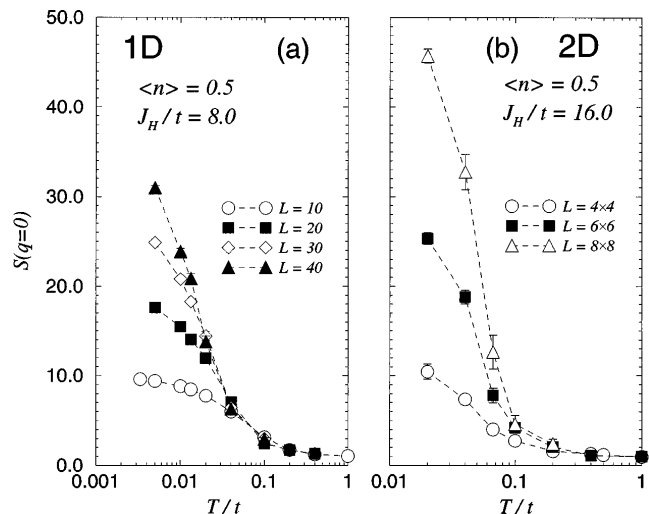 1D (a)
<n> = 0.5
J_H/t = 8.0
L = 10
L = 20
L = 30
L = 40
50.0
40.0
30.0
20.0
10.0
0.0
S(q=0)
0.001 0.01 0.1 1
T/t
(b) 2D
<n> = 0.5
J_H/t = 16.0
L = 4×4
L = 6×6
L = 8×8
0.01 0.1 1
T/t